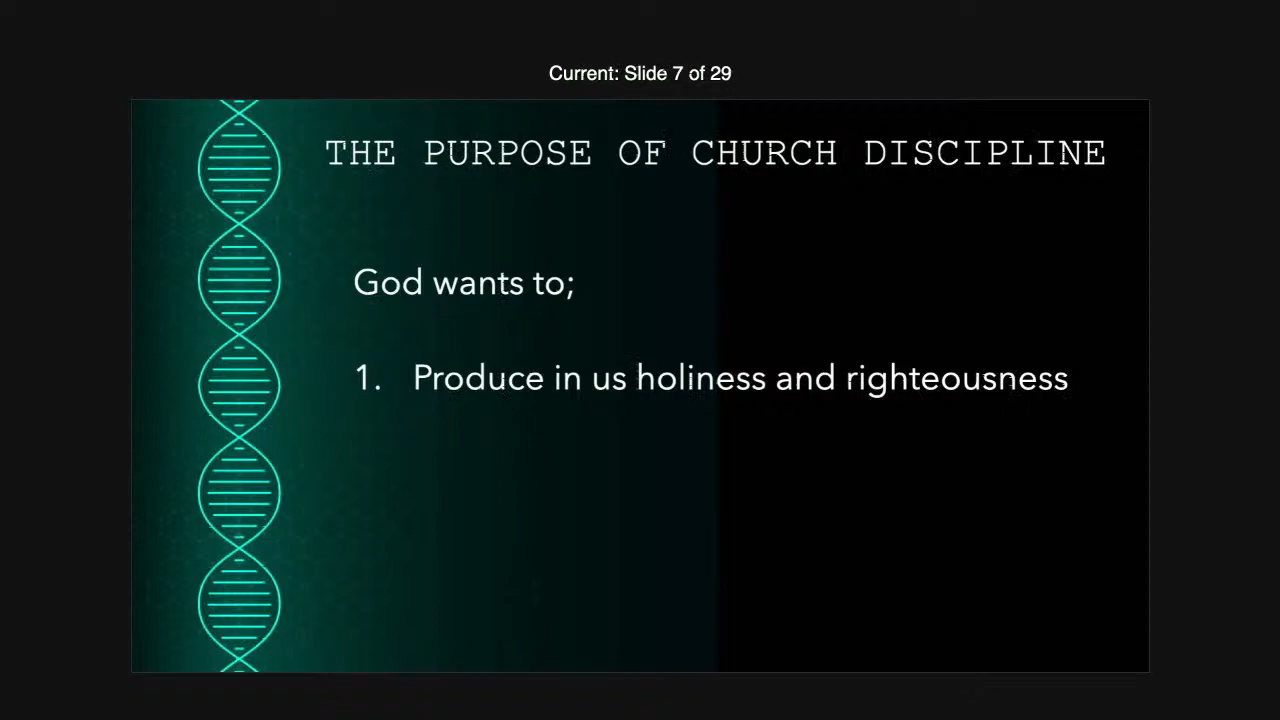 Current: Slide 7 of 29
THE PURPOSE OF CHURCH DISCIPLINE
God wants to;
1. Produce in us holiness and righteousness